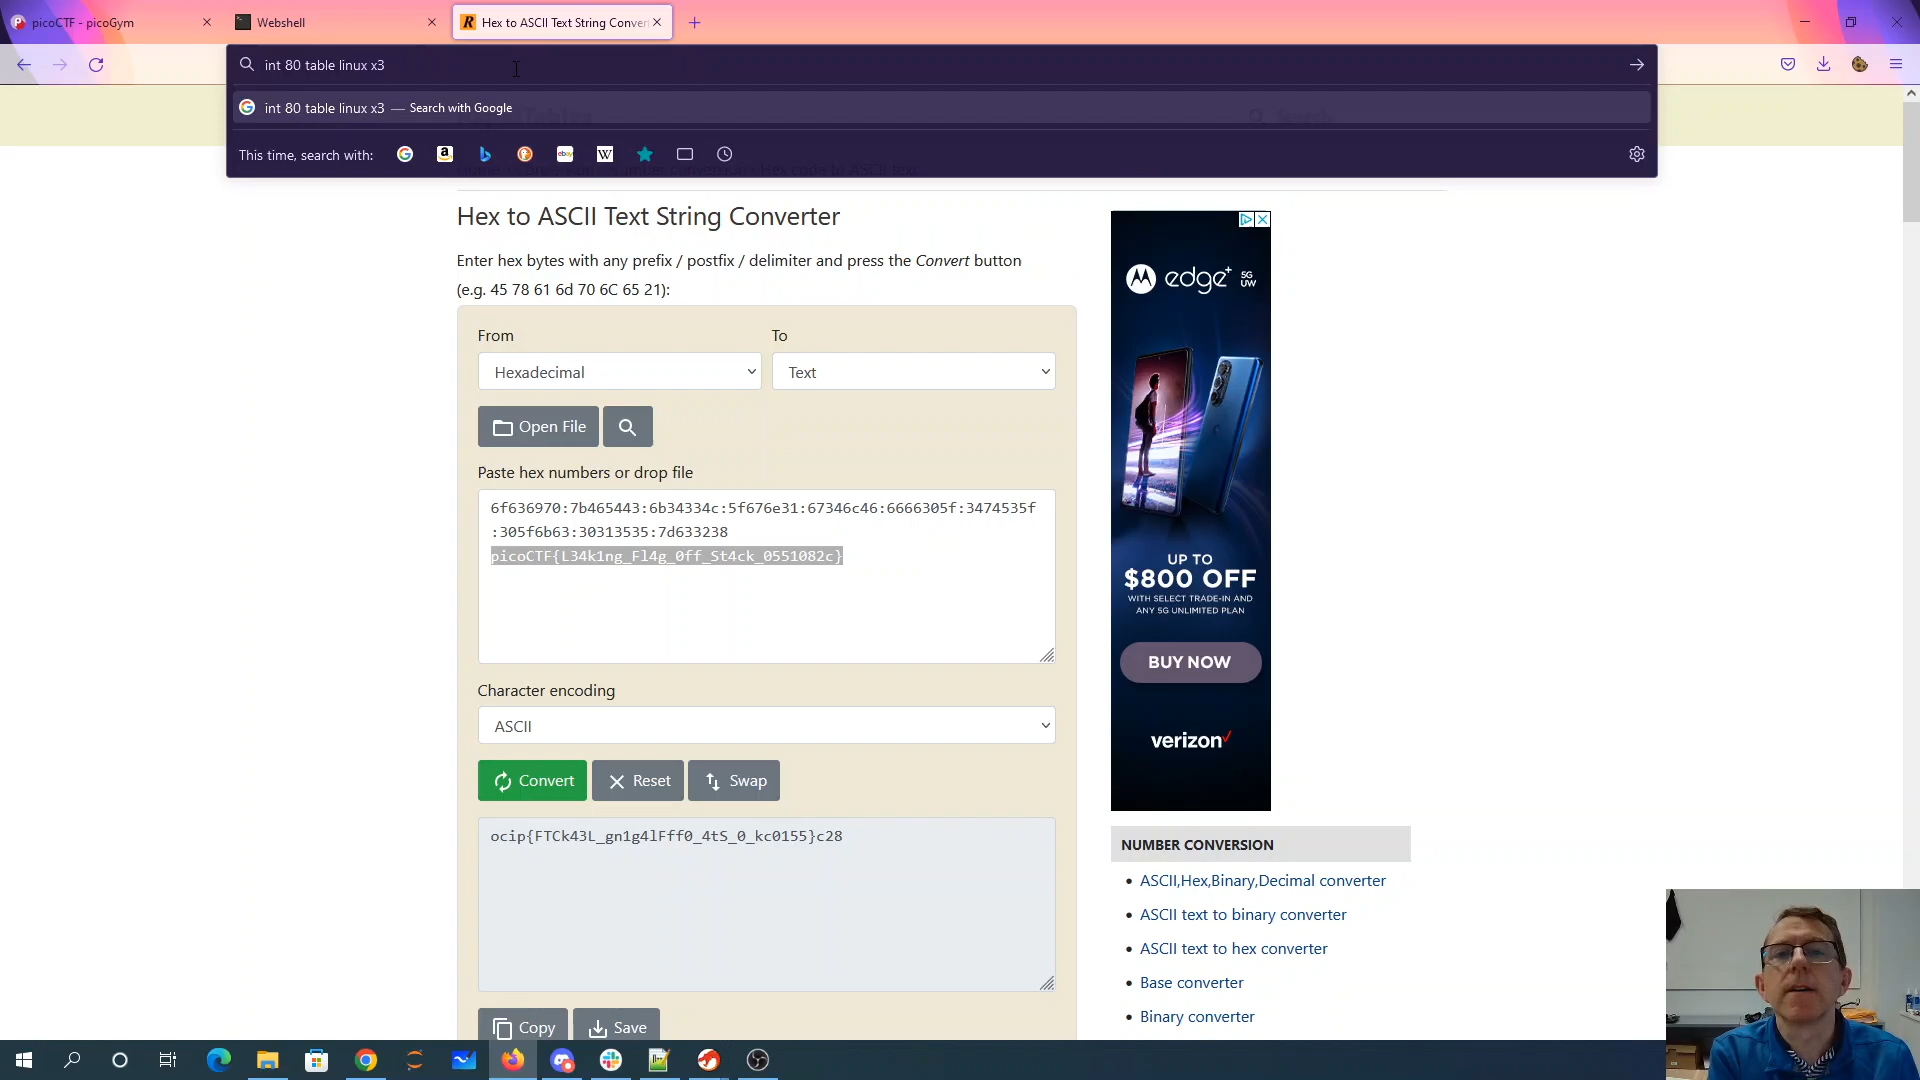 picoCTF - picoGym
Webshell
Hex to ASCII Text String Conver
int 80 table linux x3
int 80 table linux x3 — Search with Google
This time, search with:
Hex to ASCII Text String Converter
Enter hex bytes with any prefix / postfix / delimiter and press the Convert button
(e.g. 45 78 61 6d 70 6C 65 21):
From
To
Hexadecimal
Text
Open File
Paste hex numbers or drop file
6f636970:7b465443:6b34334c:5f676e31:67346c46:6666305f:3474535f
:305f6b63:30313535:7d633238
picoCTF{L34k1ng_Fl4g_0ff_St4ck_0551082c}
Character encoding
ASCII
Convert
Reset
Swap
ocip{FTCk43L_gn1g4lFff0_4tS_0_kc0155}c28
Copy
Save
edge+ 5G UW
UP TO
$800 OFF
WITH SELECT TRADE-IN AND
ANY 5G UNLIMITED PLAN
BUY NOW
verizon
NUMBER CONVERSION
ASCII,Hex,Binary,Decimal converter
ASCII text to binary converter
ASCII text to hex converter
Base converter
Binary converter